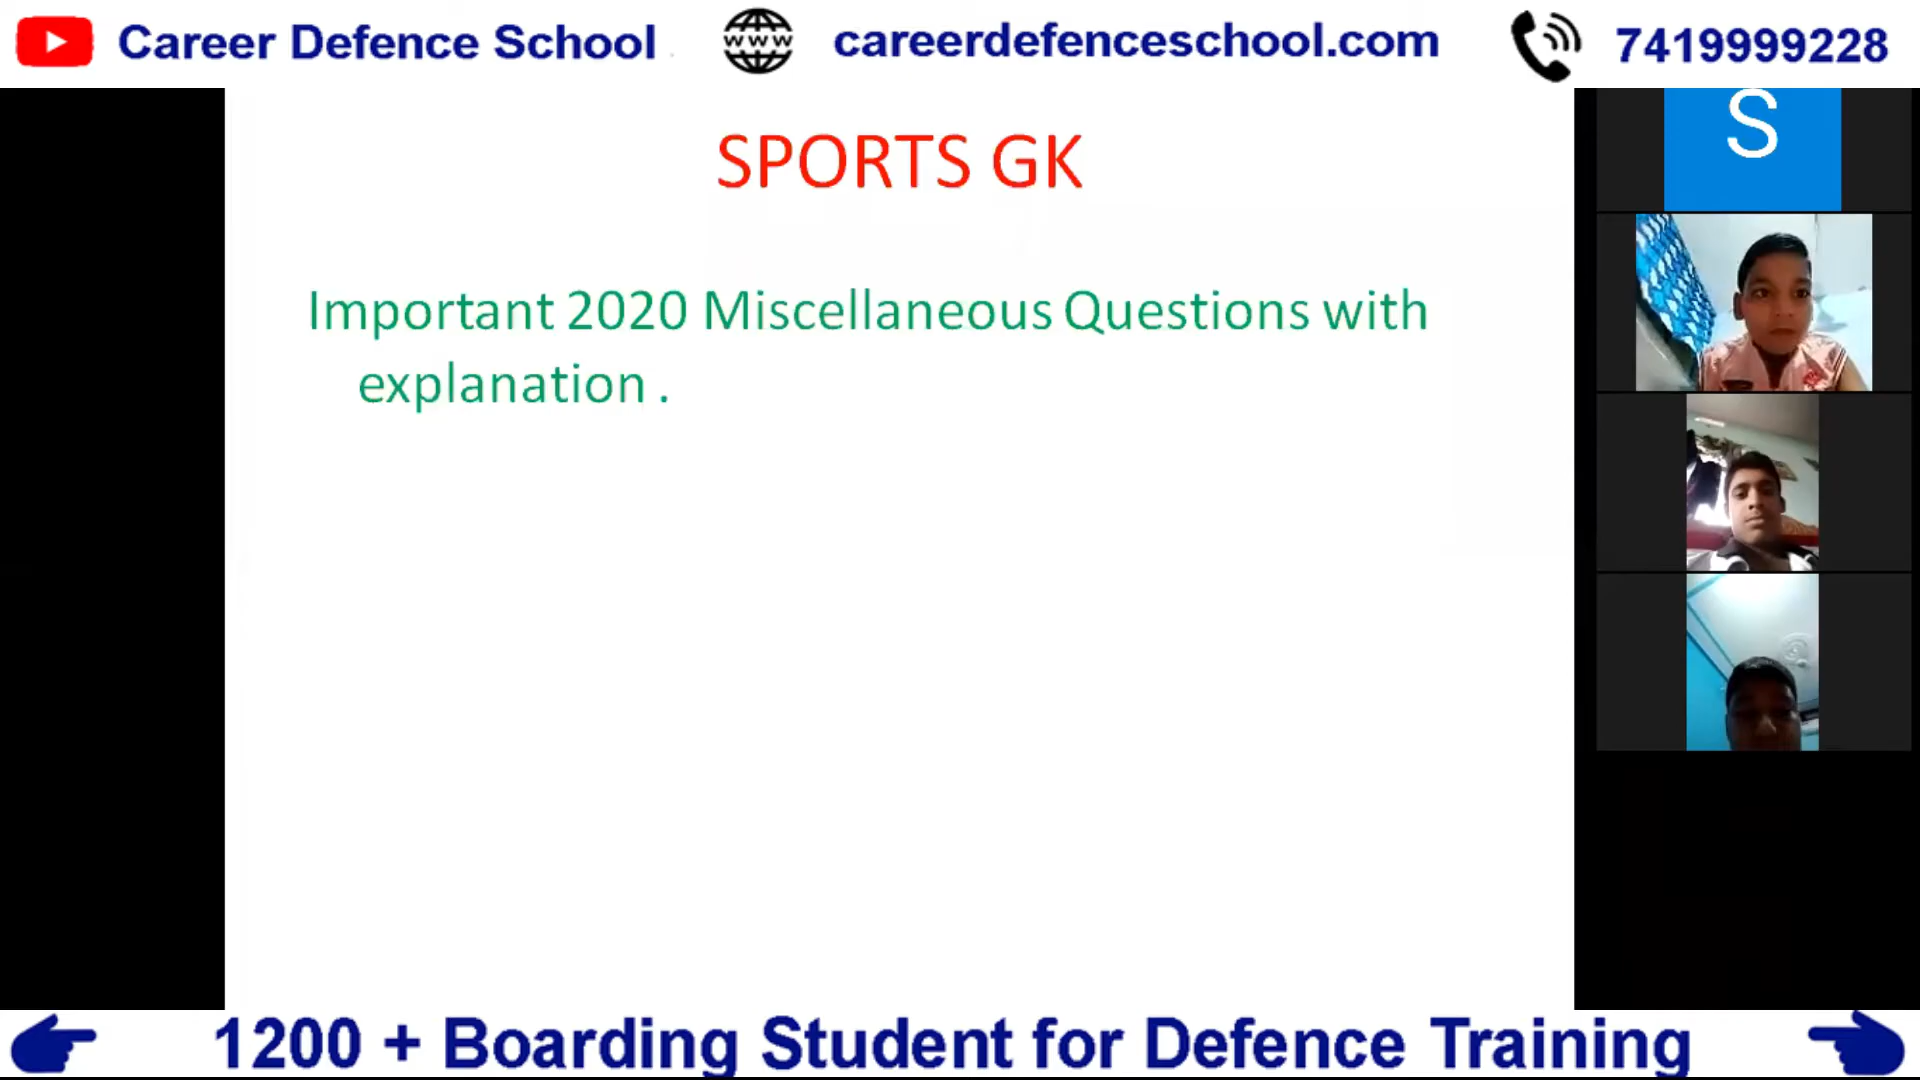 Career Defence School
www
careerdefenceschool.com
7419999228
S
SPORTS GK
Important 2020 Miscellaneous Questions with
explanation .
1200 + Boarding Student for Defence Training